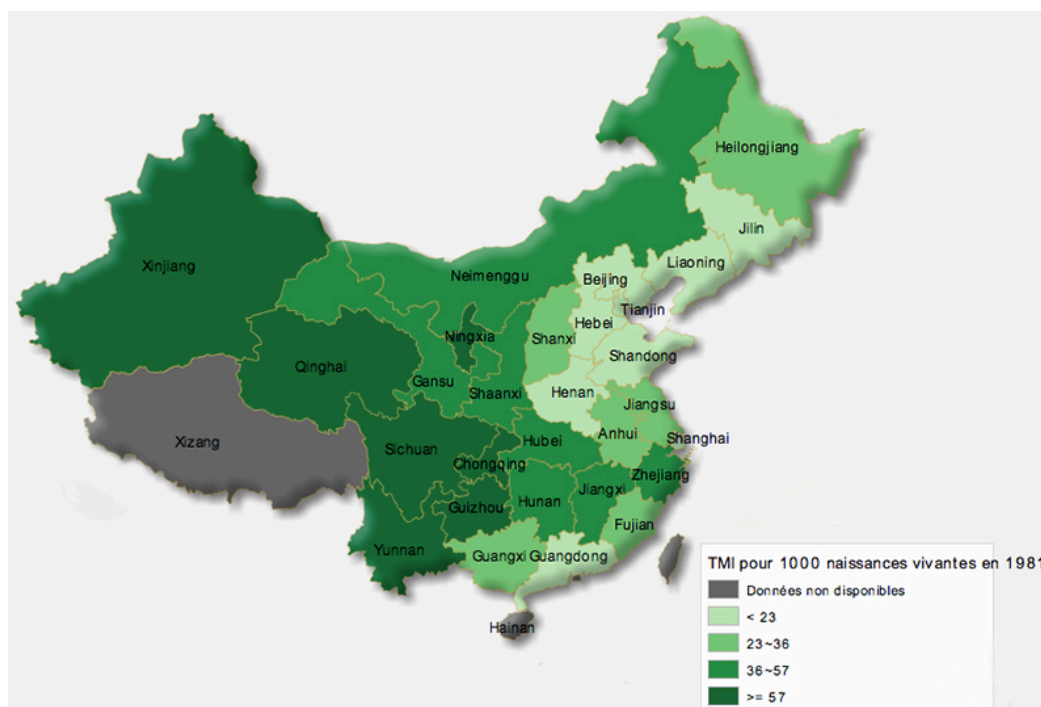 Heilongjiang
Jilin
Liaoning
Xinjiang
Neimenggu
Beijing
Tianjin
Hebei
Ningxia
Shanxi
Shandong
Qinghai
Gansu
Shaanxi
Henan
Jiangsu
Anhui
Shanghai
Xizang
Sichuan
Hubei
Chongqing
Zhejiang
Jiangxi
Hunan
Guizhou
Fujian
Yunnan
Guangxi
Guangdong
Hainan
TMI pour 1000 naissances vivantes en 1981
Données non disponibles
< 23
23~36
36~57
>= 57